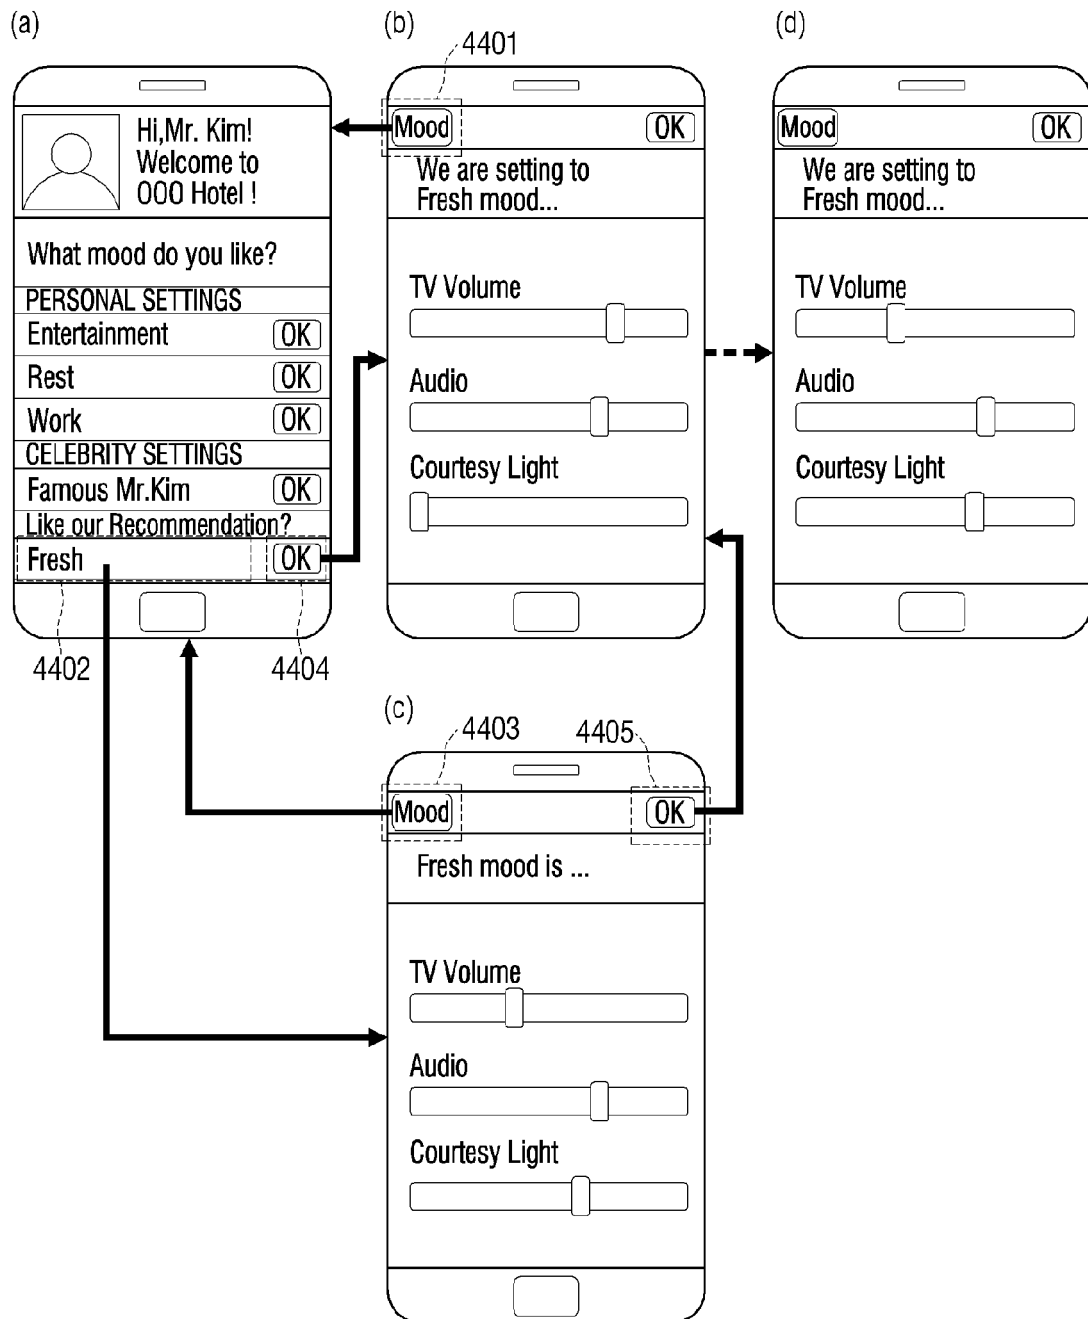 (a)
Hi,Mr. Kim!
Welcome to
OOO Hotel !
What mood do you like?
PERSONAL SETTINGS
Entertainment OK
Rest OK
Work OK
CELEBRITY SETTINGS
Famous Mr.Kim OK
Like our Recommendation?
Fresh OK
4402 4404
(b)
4401
Mood OK
We are setting to
Fresh mood...
TV Volume
Audio
Courtesy Light
(d)
Mood OK
We are setting to
Fresh mood...
TV Volume
Audio
Courtesy Light
(c)
4403 4405
Mood OK
Fresh mood is ...
TV Volume
Audio
Courtesy Light